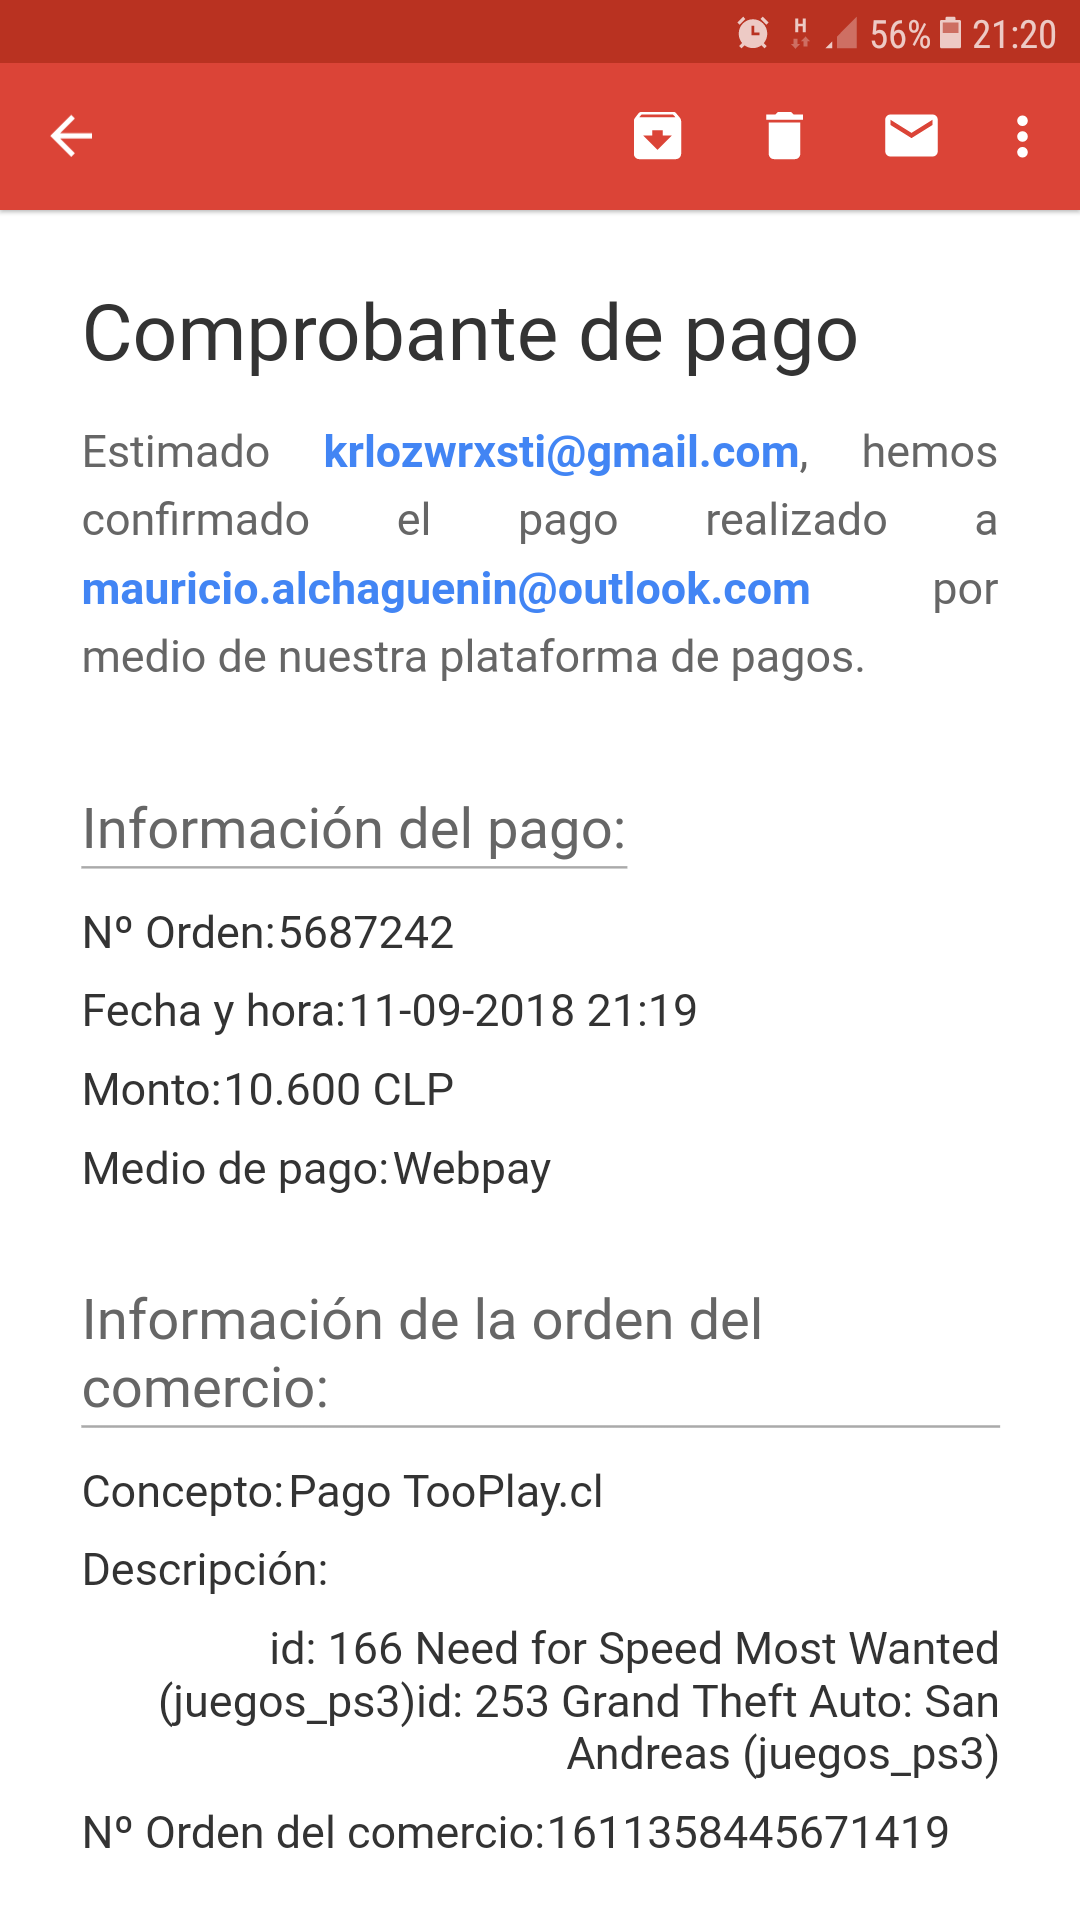 H 56% 21:20
Comprobante de pago
Estimado krlozwrxsti@gmail.com, hemos
confirmado el pago realizado a
mauricio.alchaguenin@outlook.com por
medio de nuestra plataforma de pagos.
Información del pago:
Nº Orden:5687242
Fecha y hora:11-09-2018 21:19
Monto:10.600 CLP
Medio de pago:Webpay
Información de la orden del
comercio:
Concepto:Pago TooPlay.cl
Descripción:
id: 166 Need for Speed Most Wanted
(juegos_ps3)id: 253 Grand Theft Auto: San
Andreas (juegos_ps3)
Nº Orden del comercio:1611358445671419